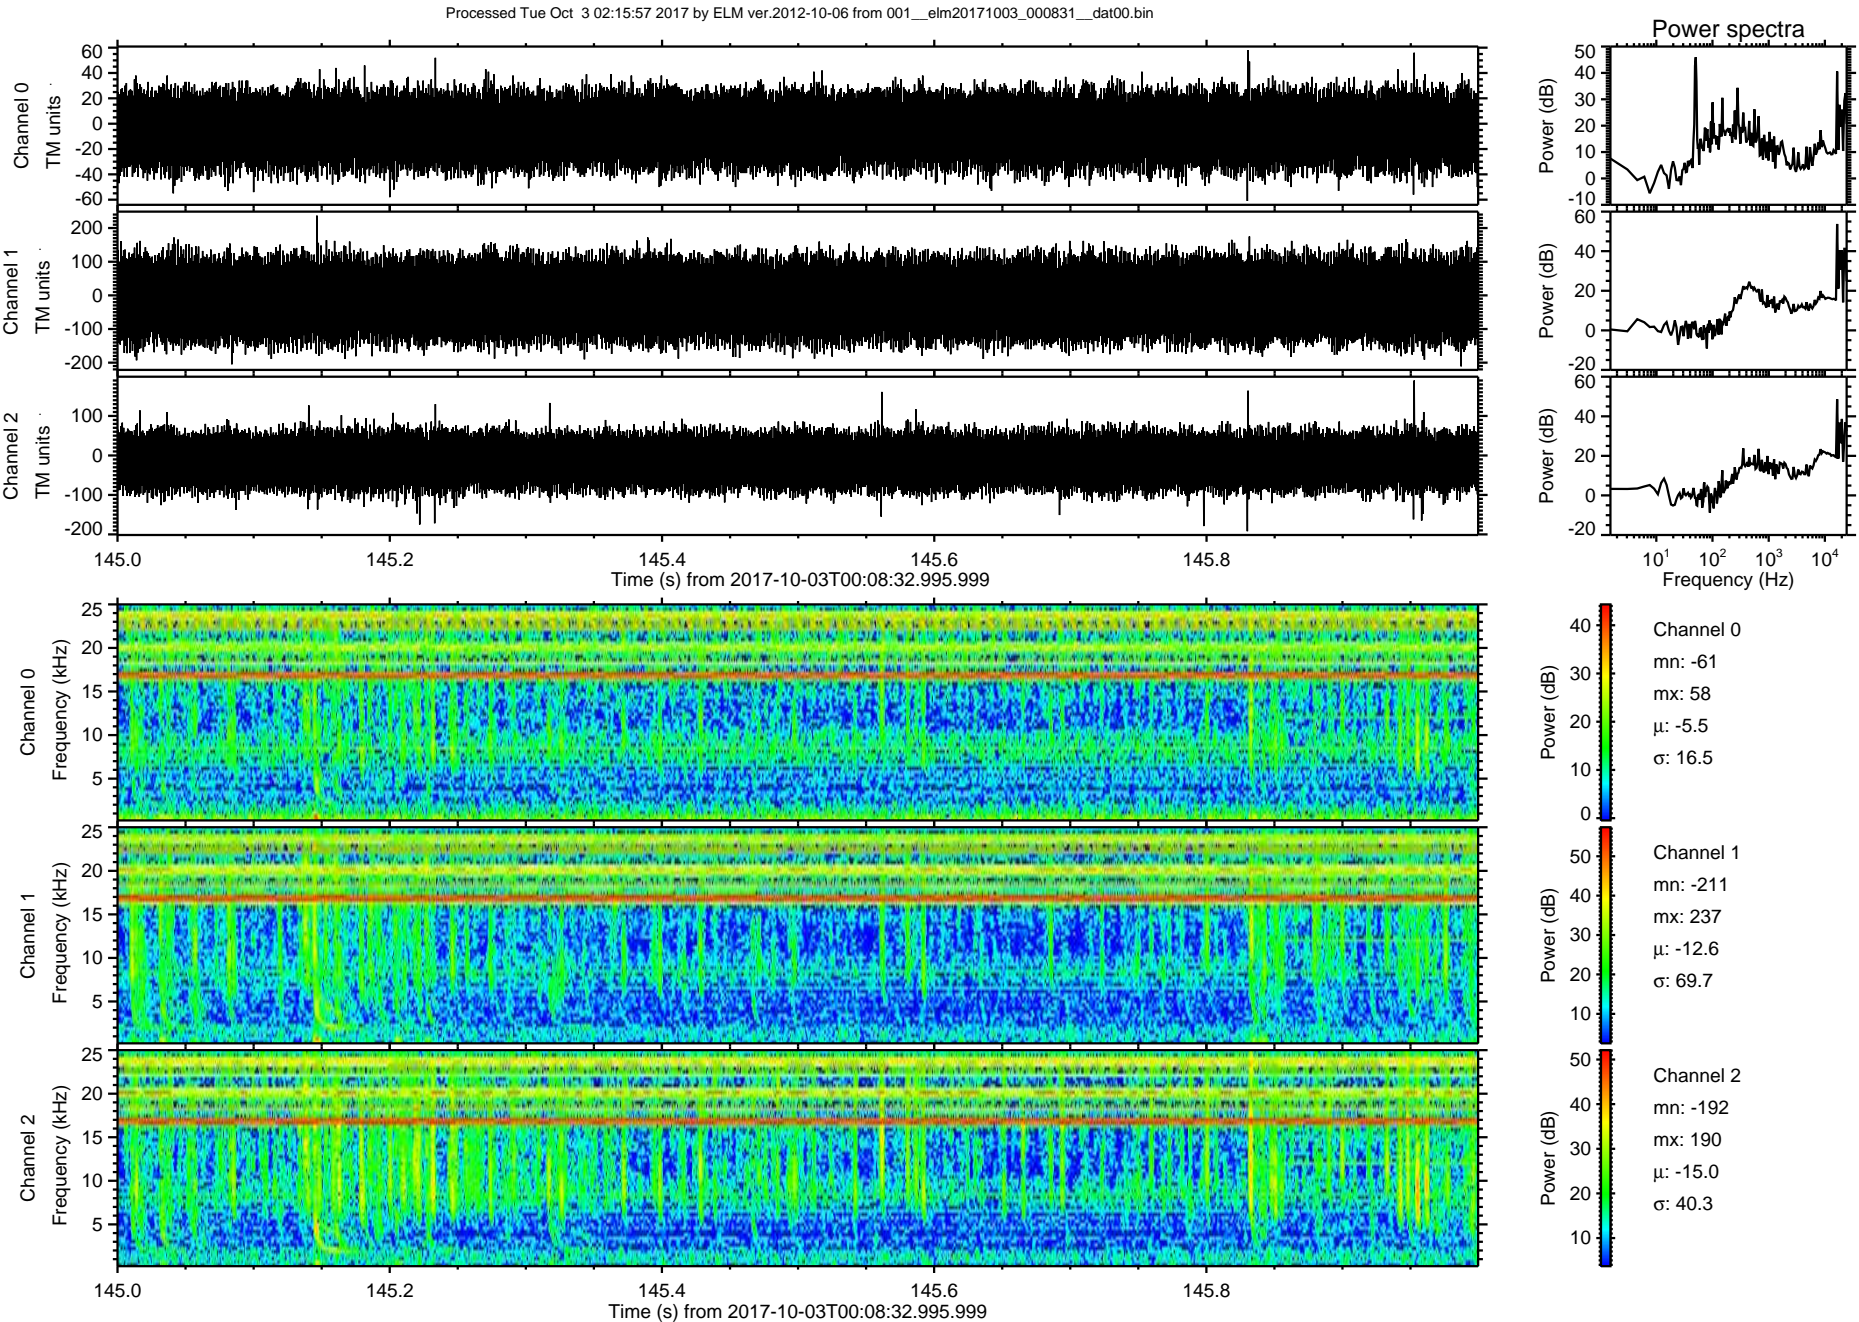 Processed Tue Oct 3 02:15:57 2017 by ELM ver.2012-10-06 from 001__elm20171003_000831__dat00.bin
Power spectra
Channel 0
TM units
60
40
20
0
-20
-40
-60
Power (dB)
50
40
30
20
10
0
-10
Channel 1
TM units
200
100
0
-100
-200
Power (dB)
60
40
20
0
-20
Channel 2
TM units
100
0
-100
-200
Power (dB)
60
40
20
0
-20
145.0 145.2 145.4 145.6 145.8
Time (s) from 2017-10-03T00:08:32.995.999
10^1 10^2 10^3 10^4
Frequency (Hz)
Channel 0
Frequency (kHz)
25
20
15
10
5
Power (dB)
40
30
20
10
0
Channel 0
mn: -61
mx: 58
μ: -5.5
σ: 16.5
Channel 1
Frequency (kHz)
25
20
15
10
5
Power (dB)
50
40
30
20
10
Channel 1
mn: -211
mx: 237
μ: -12.6
σ: 69.7
Channel 2
Frequency (kHz)
25
20
15
10
5
Power (dB)
50
40
30
20
10
Channel 2
mn: -192
mx: 190
μ: -15.0
σ: 40.3
145.0 145.2 145.4 145.6 145.8
Time (s) from 2017-10-03T00:08:32.995.999